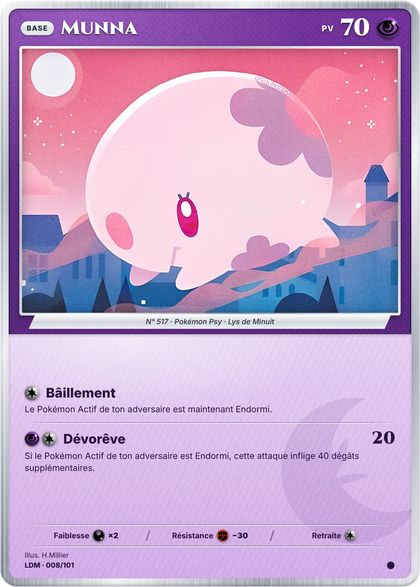 BASE MUNNA PV 70
N° 517 · Pokémon Psy · Lys de Minuit
Bâillement
Le Pokémon Actif de ton adversaire est maintenant Endormi.
Dévorêve 20
Si le Pokémon Actif de ton adversaire est Endormi, cette attaque inflige 40 dégâts
supplémentaires.
Faiblesse ×2 / Résistance −30 / Retraite
Illus. H.Millier
LDM · 008/101